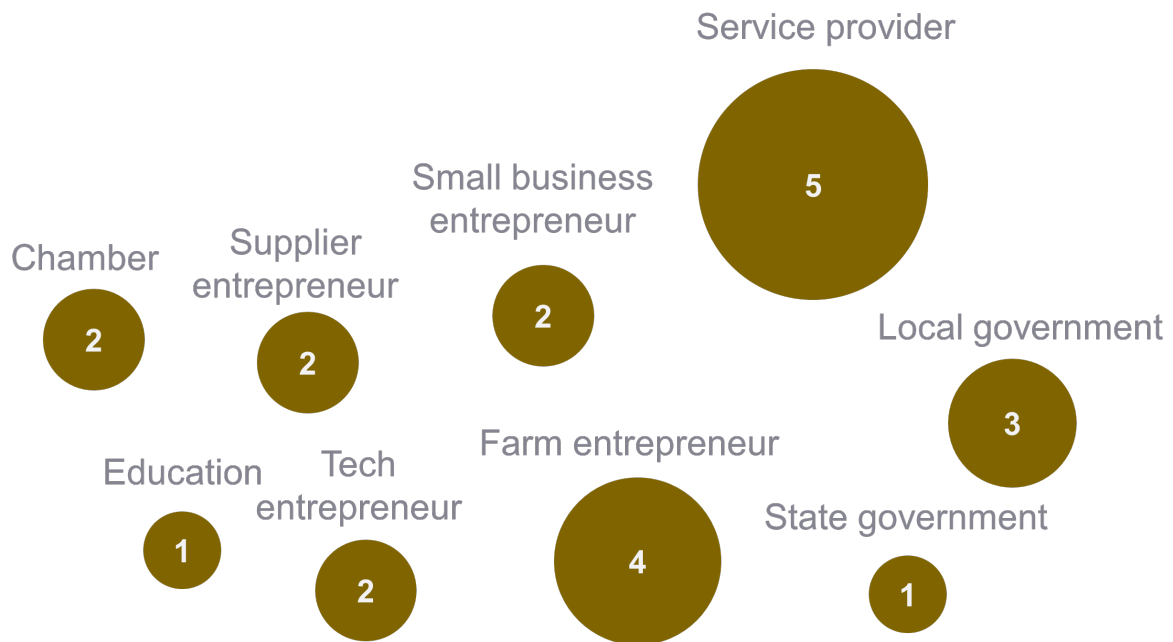 Service provider
5
Small business
entrepreneur
2
Chamber
2
Supplier
entrepreneur
2
Local government
3
Education
1
Tech
entrepreneur
2
Farm entrepreneur
4
State government
1